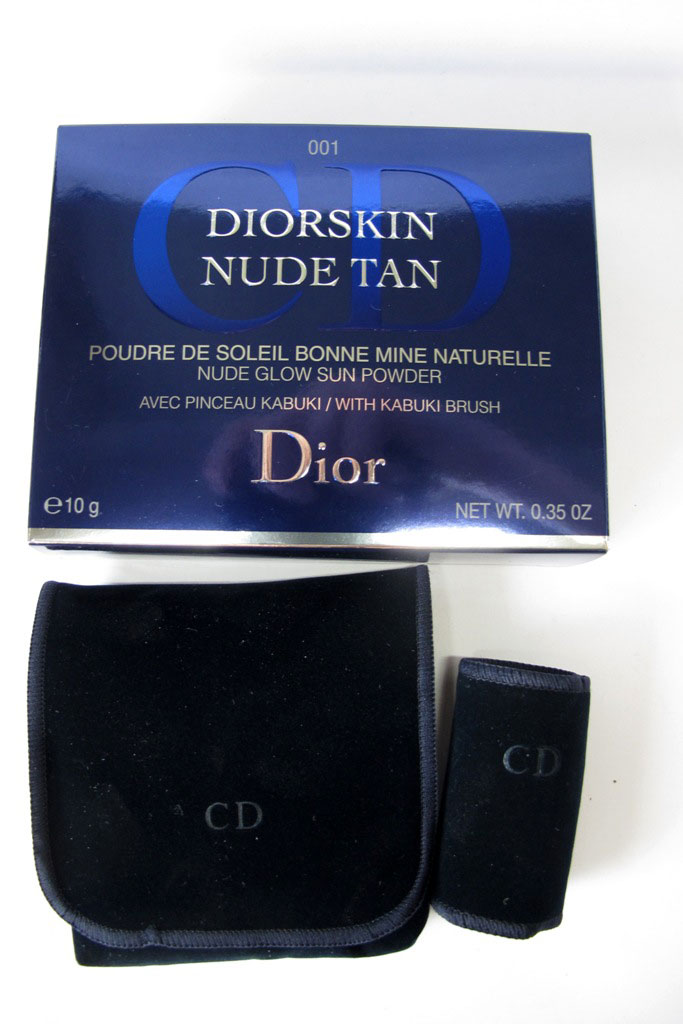 001
CD
DIORSKIN
NUDE TAN
POUDRE DE SOLEIL BONNE MINE NATURELLE
NUDE GLOW SUN POWDER
AVEC PINCEAU KABUKI / WITH KABUKI BRUSH
Dior
℮10 g
NET WT. 0.35 OZ
CD
CD